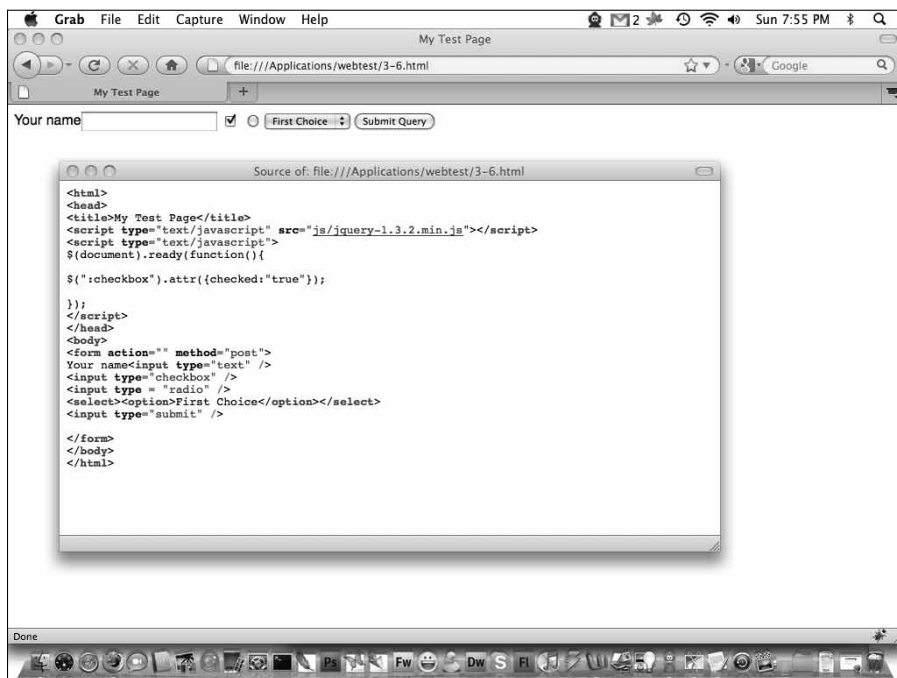 Grab File Edit Capture Window Help 2 Sun 7:55 PM
My Test Page
file:///Applications/webtest/3-6.html Google
My Test Page +
Your name First Choice Submit Query
Source of: file:///Applications/webtest/3-6.html
<html>
<head>
<title>My Test Page</title>
<script type="text/javascript" src="js/jquery-1.3.2.min.js"></script>
<script type="text/javascript">
$(document).ready(function(){
$(":checkbox").attr({checked:"true"});
});
</script>
</head>
<body>
<form action="" method="post">
Your name<input type="text" />
<input type="checkbox" />
<input type = "radio" />
<select><option>First Choice</option></select>
<input type="submit" />
</form>
</body>
</html>
Done
Ps Fw Dw S Fl